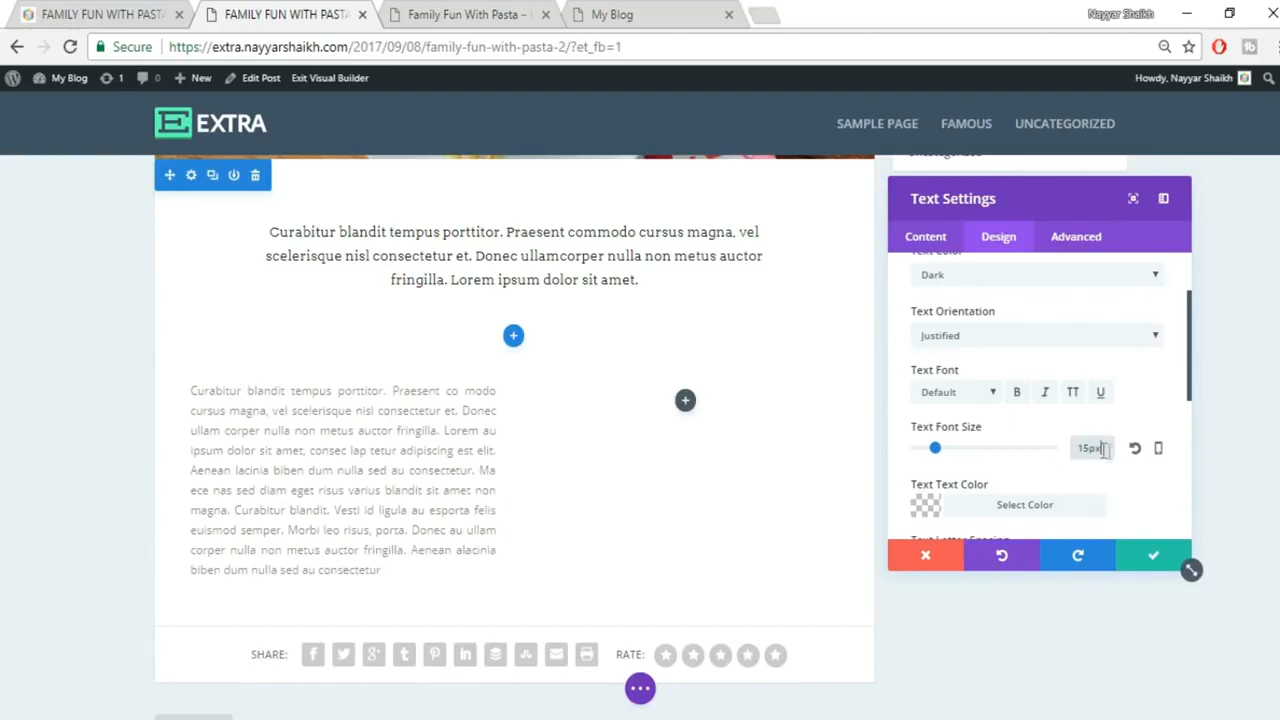 FAMILY FUN WITH PASTA
FAMILY FUN WITH PASTA
Family Fun With Pasta –
My Blog
Nayyar Shaikh
Secure
https://extra.nayyarshaikh.com/2017/09/08/family-fun-with-pasta-2/?et_fb=1
My Blog
1
0
New
Edit Post
Exit Visual Builder
Howdy, Nayyar Shaikh
E EXTRA
SAMPLE PAGE
FAMOUS
UNCATEGORIZED
Uncategorized
Text Settings
Content
Design
Advanced
Text Color
Dark
Text Orientation
Justified
Text Font
Default
B
I
TT
U
Text Font Size
15px
Text Text Color
Select Color
Text Letter Spacing
Curabitur blandit tempus porttitor. Praesent commodo cursus magna, vel
scelerisque nisl consectetur et. Donec ullamcorper nulla non metus auctor
fringilla. Lorem ipsum dolor sit amet.
Curabitur blandit tempus porttitor. Praesent co modo
cursus magna, vel scelerisque nisl consectetur et. Donec
ullam corper nulla non metus auctor fringilla. Lorem au
ipsum dolor sit amet, consec lap tetur adipiscing est elit.
Aenean lacinia biben dum nulla sed au consectetur. Ma
ece nas sed diam eget risus varius blandit sit amet non
magna. Curabitur blandit. Vesti id ligula au esporta felis
euismod semper. Morbi leo risus, porta. Donec au ullam
corper nulla non metus auctor fringilla. Aenean alacinia
biben dum nulla sed au consectetur
SHARE:
RATE: